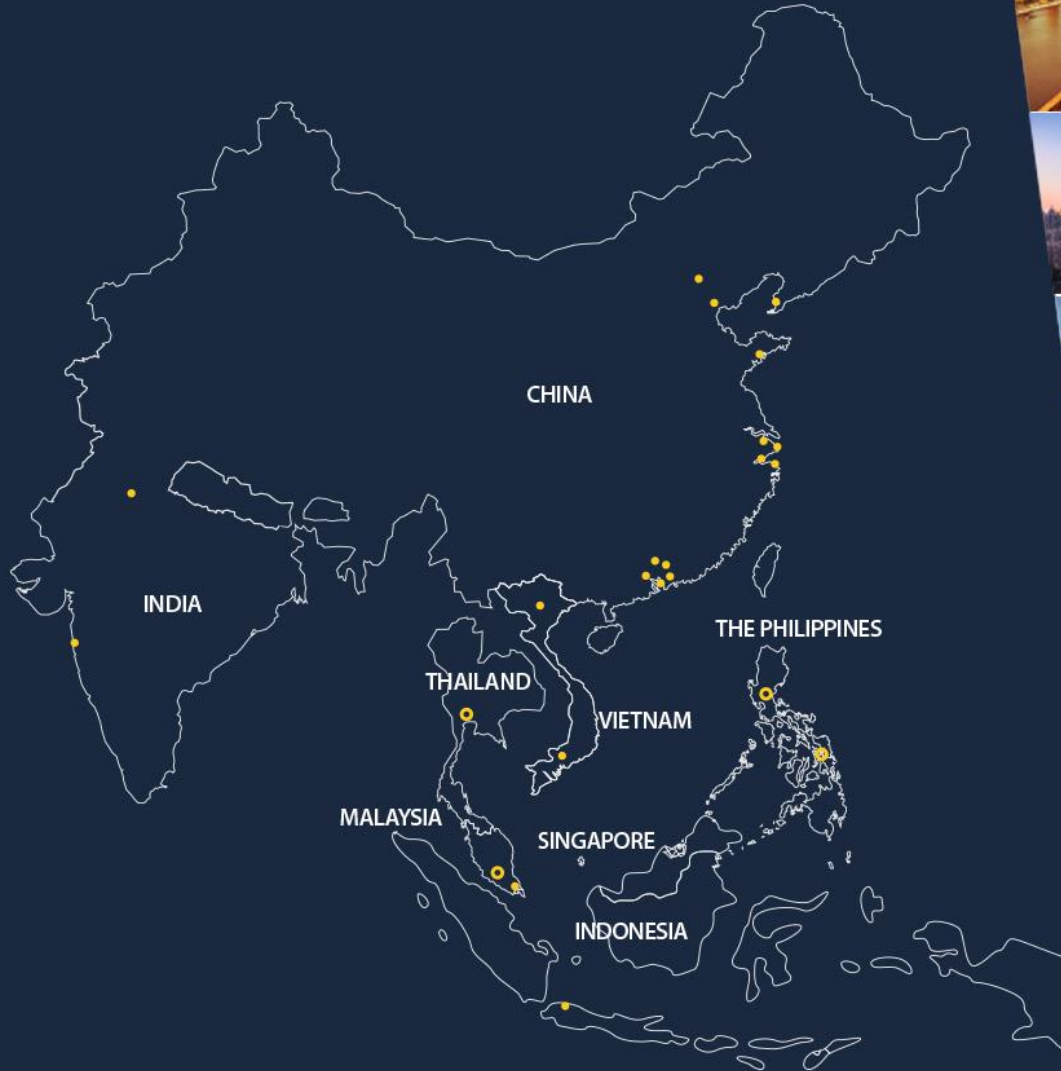 CHINA
INDIA
THE PHILIPPINES
THAILAND
VIETNAM
MALAYSIA
SINGAPORE
INDONESIA